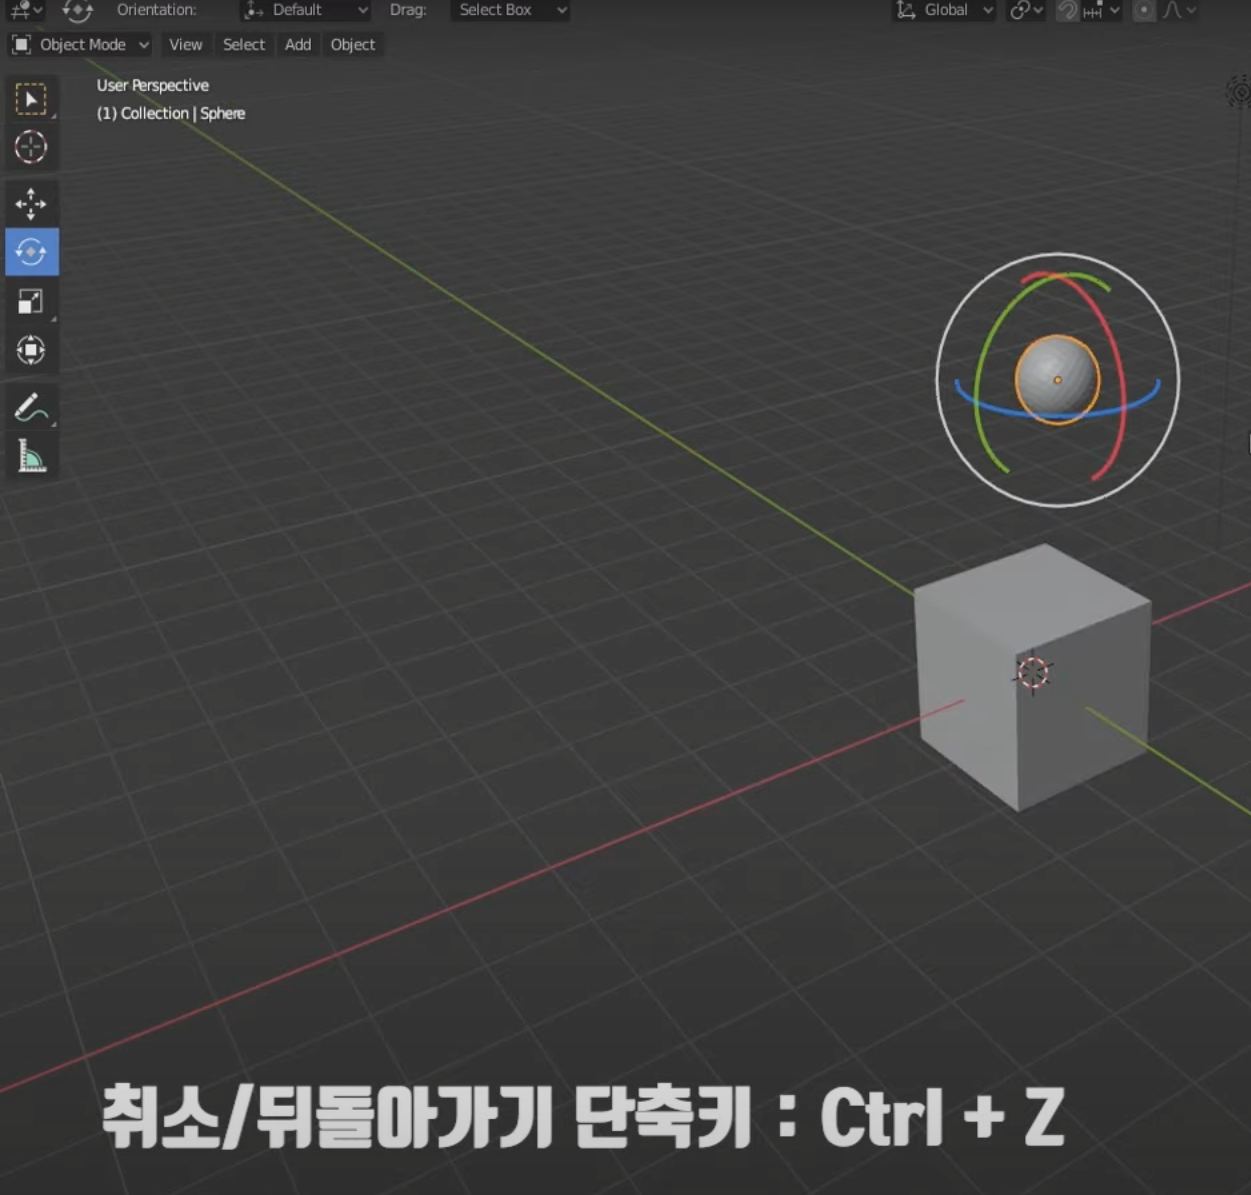 Orientation: Default Drag: Select Box Global
Object Mode View Select Add Object
User Perspective
(1) Collection | Sphere
취소/뒤돌아가기 단축키 : Ctrl + Z